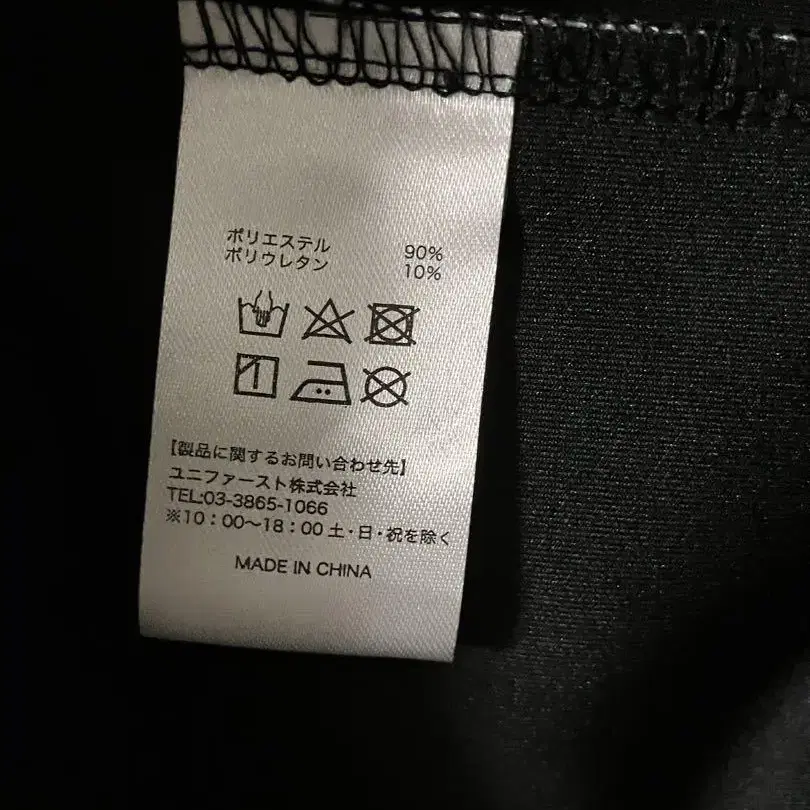 ポリエステル 90%
ポリウレタン 10%
【製品に関するお問い合わせ先】
ユニファースト株式会社
TEL:03-3865-1066
※10：00〜18：00 土・日・祝を除く
MADE IN CHINA